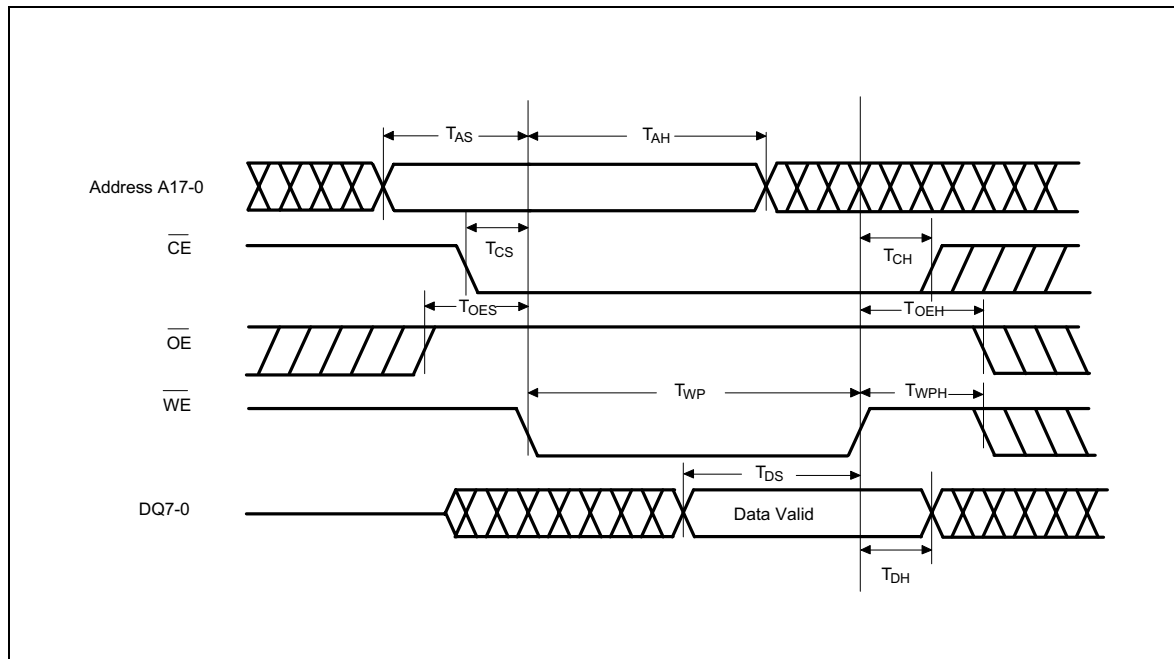 TAS
TAH
Address A17-0
TCS
TCH
CE
TOES
TOEH
OE
TWP
TWPH
WE
TDS
DQ7-0
Data Valid
TDH